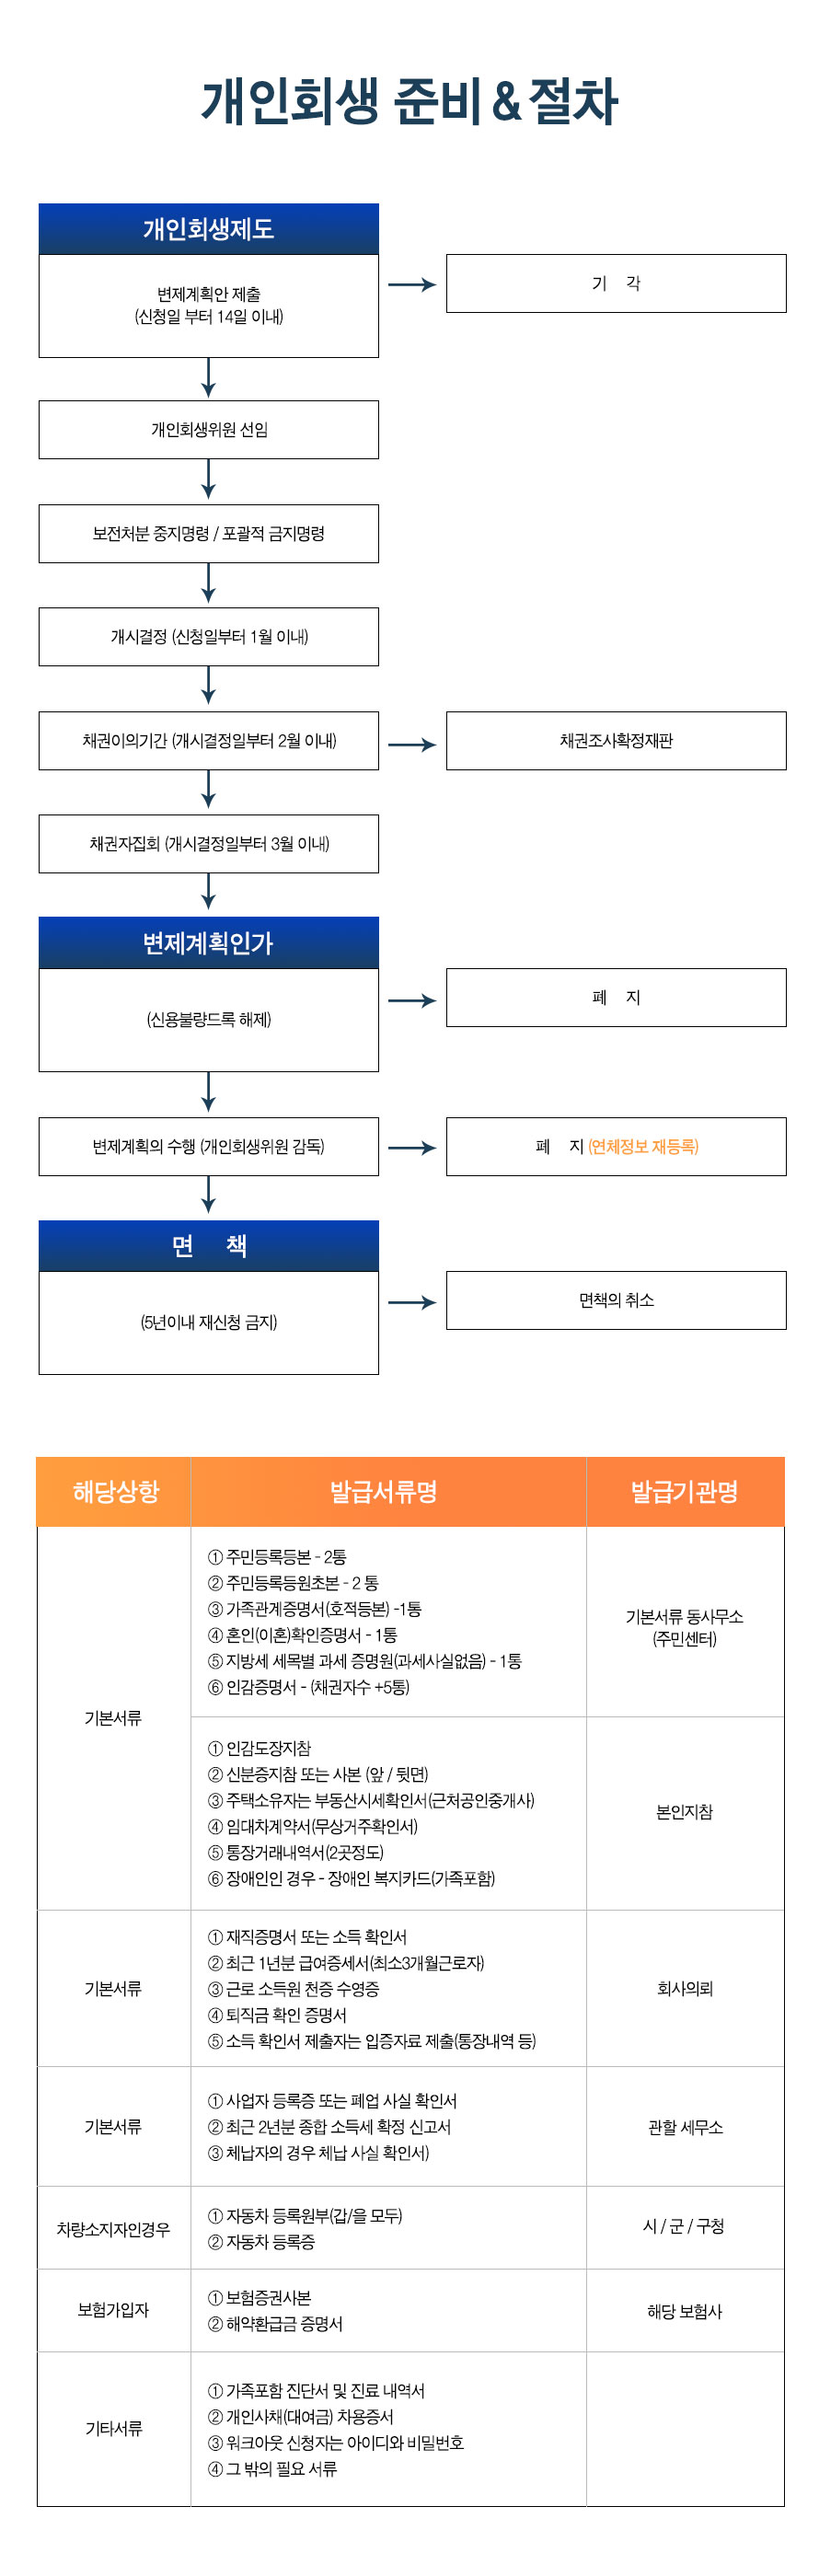 개인회생 준비 & 절차
개인회생제도
변제계획안 제출
(신청일 부터 14일 이내)
기 각
개인회생위원 선임
보전처분 중지명령 / 포괄적 금지명령
개시결정 (신청일부터 1월 이내)
채권이의기간 (개시결정일부터 2월 이내)
채권조사확정재판
채권자집회 (개시결정일부터 3월 이내)
변제계획인가
(신용불량드록 해제)
폐 지
변제계획의 수행 (개인회생위원 감독)
폐 지 (연체정보 재등록)
면 책
(5년이내 재신청 금지)
면책의 취소
해당상항
발급서류명
발급기관명
기본서류
① 주민등록등본 - 2통
② 주민등록등원초본 - 2 통
③ 가족관계증명서(호적등본) -1통
④ 혼인(이혼)확인증명서 - 1통
⑤ 지방세 세목별 과세 증명원(과세사실없음) - 1통
⑥ 인감증명서 - (채권자수 +5통)
기본서류 동사무소
(주민센터)
① 인감도장지참
② 신분증지참 또는 사본 (앞 / 뒷면)
③ 주택소유자는 부동산시세확인서(근처공인중개사)
④ 임대차계약서(무상거주확인서)
⑤ 통장거래내역서(2곳정도)
⑥ 장애인인 경우 - 장애인 복지카드(가족포함)
본인지참
기본서류
① 재직증명서 또는 소득 확인서
② 최근 1년분 급여증세서(최소3개월근로자)
③ 근로 소득원 천증 수영증
④ 퇴직금 확인 증명서
⑤ 소득 확인서 제출자는 입증자료 제출(통장내역 등)
회사의뢰
기본서류
① 사업자 등록증 또는 폐업 사실 확인서
② 최근 2년분 종합 소득세 확정 신고서
③ 체납자의 경우 체납 사실 확인서)
관할 세무소
차량소지자인경우
① 자동차 등록원부(갑/을 모두)
② 자동차 등록증
시 / 군 / 구청
보험가입자
① 보험증권사본
② 해약환급금 증명서
해당 보험사
기타서류
① 가족포함 진단서 및 진료 내역서
② 개인사채(대여금) 차용증서
③ 워크아웃 신청자는 아이디와 비밀번호
④ 그 밖의 필요 서류